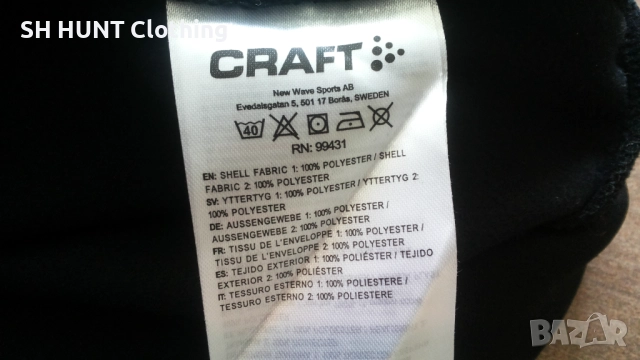 SH HUNT Clothing
CRAFT
New Wave Sports AB
Evedalsgatan 5, 501 17 Borås, SWEDEN
40
RN: 99431
EN: SHELL FABRIC 1: 100% POLYESTER / SHELL
FABRIC 2: 100% POLYESTER
SV: YTTERTYG 1: 100% POLYESTER / YTTERTYG 2:
100% POLYESTER
DE: AUSSENGEWEBE 1: 100% POLYESTER /
AUSSENGEWEBE 2: 100% POLYESTER
FR: TISSU DE L'ENVELOPPE 1: 100% POLYESTER /
TISSU DE L'ENVELOPPE 2: 100% POLYESTER
ES: TEJIDO EXTERIOR 1: 100% POLIÉSTER / TEJIDO
EXTERIOR 2: 100% POLIÉSTER
IT: TESSURO ESTERNO 1: 100% POLIESTERE /
TESSURO ESTERNO 2: 100% POLIESTERE
BAZAR